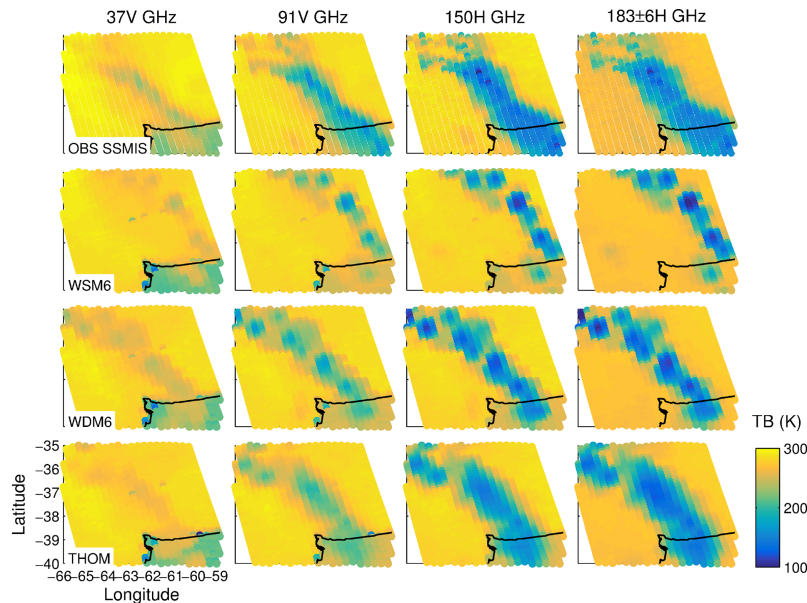 37V GHz 91V GHz 150H GHz 183±6H GHz
OBS SSMIS
WSM6
WDM6
TB (K)
300
200
100
−35
−36
−37
−38
−39
−40
Latitude
THOM
−66−65−64−63−62−61−60−59
Longitude